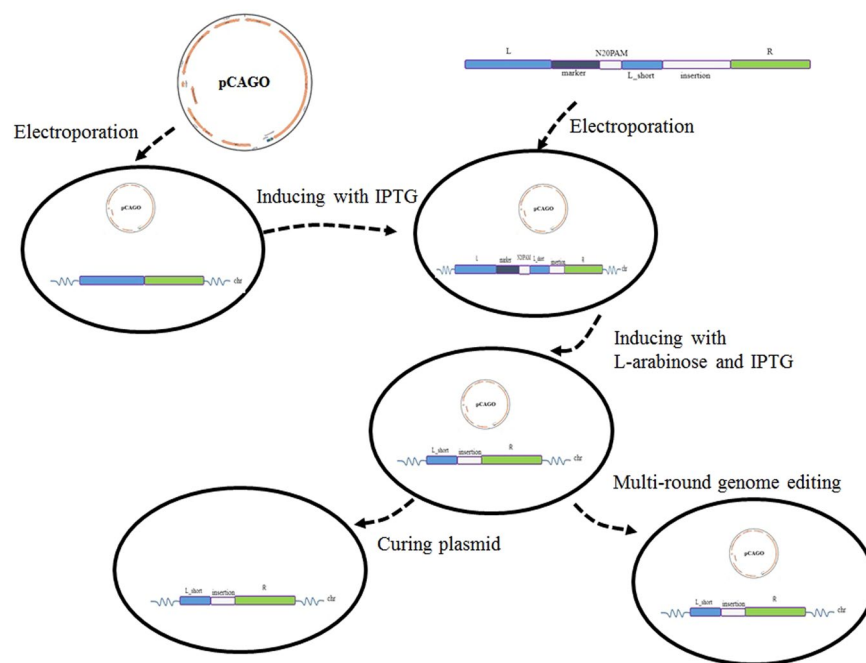 pCAGO
L
N20PAM
R
marker
L_short
insertion
Electroporation
Electroporation
pCAGO
Inducing with IPTG
chr
pCAGO
L
marker
N20PAM
L_short
insertion
R
chr
Inducing with
L-arabinose and IPTG
pCAGO
L_short
insertion
R
chr
Multi-round genome editing
Curing plasmid
L_short
insertion
R
chr
pCAGO
L_short
insertion
R
chr